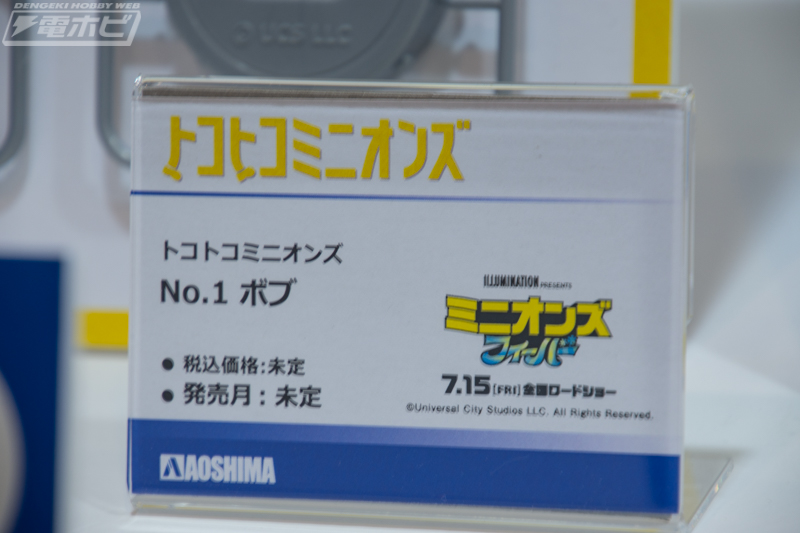 DENGEKI HOBBY WEB
電ホビ
© UCS LLC
トコトコミニオンズ
トコトコミニオンズ
No.1 ボブ
● 税込価格:未定
● 発売月：未定
ILLUMINATION PRESENTS
ミニオンズ
フィーバー
7.15[FRI]全国ロードショー
©Universal City Studios LLC. All Rights Reserved.
AOSHIMA